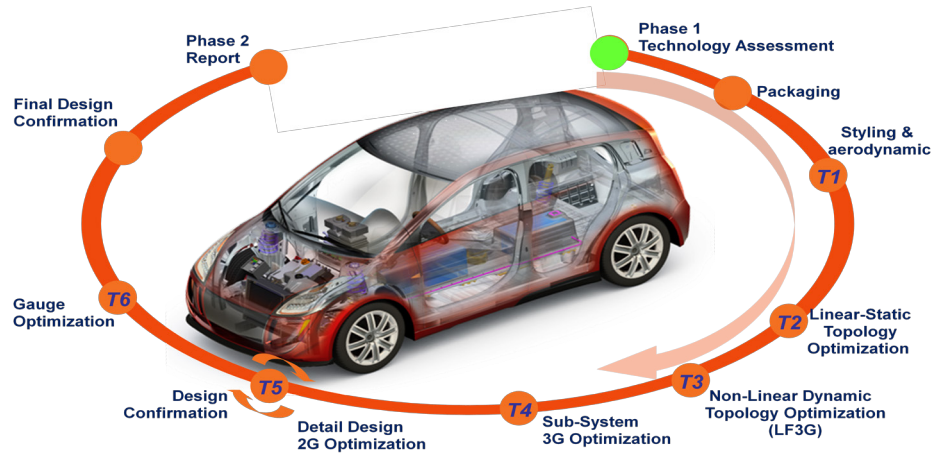 Phase 1
Technology Assessment
Packaging
Styling &
aerodynamic
T1
T2
Linear-Static
Topology
Optimization
T3
Non-Linear Dynamic
Topology Optimization
(LF3G)
T4
Sub-System
3G Optimization
T5
Detail Design
2G Optimization
Design
Confirmation
T6
Gauge
Optimization
Final Design
Confirmation
Phase 2
Report